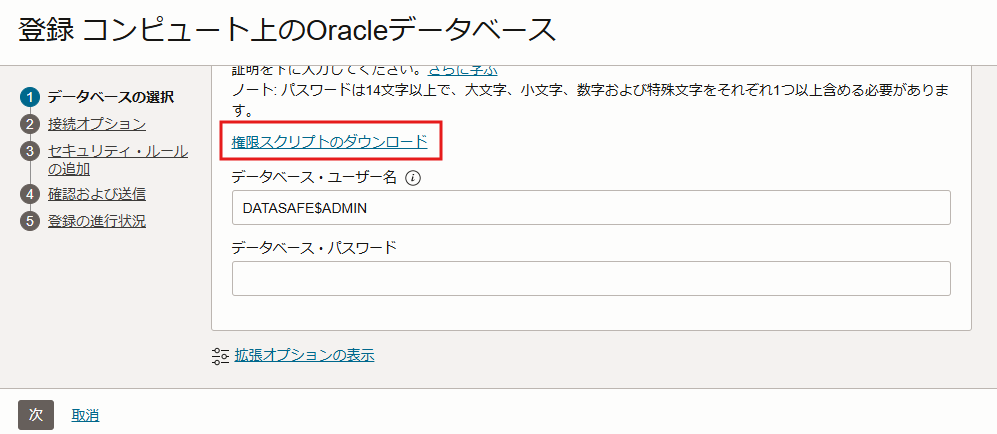 登録 コンピュート上のOracleデータベース
1 データベースの選択
2 接続オプション
3 セキュリティ・ルール
の追加
4 確認および送信
5 登録の進行状況
証明を下に入力してください。さらに学ぶ
ノート: パスワードは14文字以上で、大文字、小文字、数字および特殊文字をそれぞれ1つ以上含める必要がありま
す。
権限スクリプトのダウンロード
データベース・ユーザー名 i
DATASAFE$ADMIN
データベース・パスワード
拡張オプションの表示
次 取消